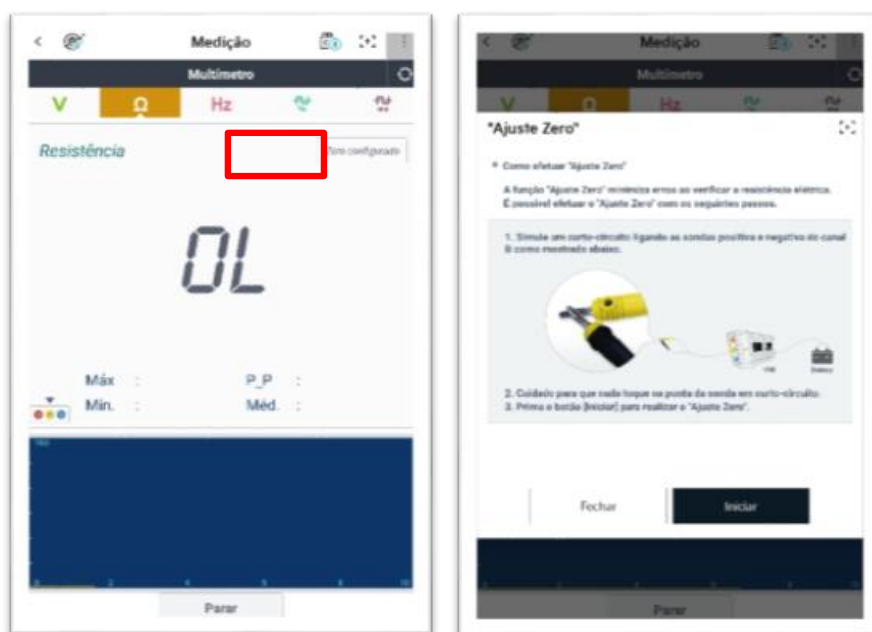 Medição
Multímetro
V Ω Hz
Resistência
Zero configurado
OL
Máx : P_P :
Mín. : Méd. :
Parar
Medição
Multímetro
V Ω Hz
"Ajuste Zero"
* Como efetuar "Ajuste Zero"
A função "Ajuste Zero" minimiza erros ao verificar a resistência elétrica.
É possível efetuar o "Ajuste Zero" com os seguintes passos.
1. Simule um curto-circuito ligando as sondas positiva e negativa do canal
B como mostrado abaixo.
2. Cuidado para que nada toque na ponta da sonda em curto-circuito.
3. Prima o botão [Iniciar] para realizar o "Ajuste Zero".
Fechar Iniciar
Parar